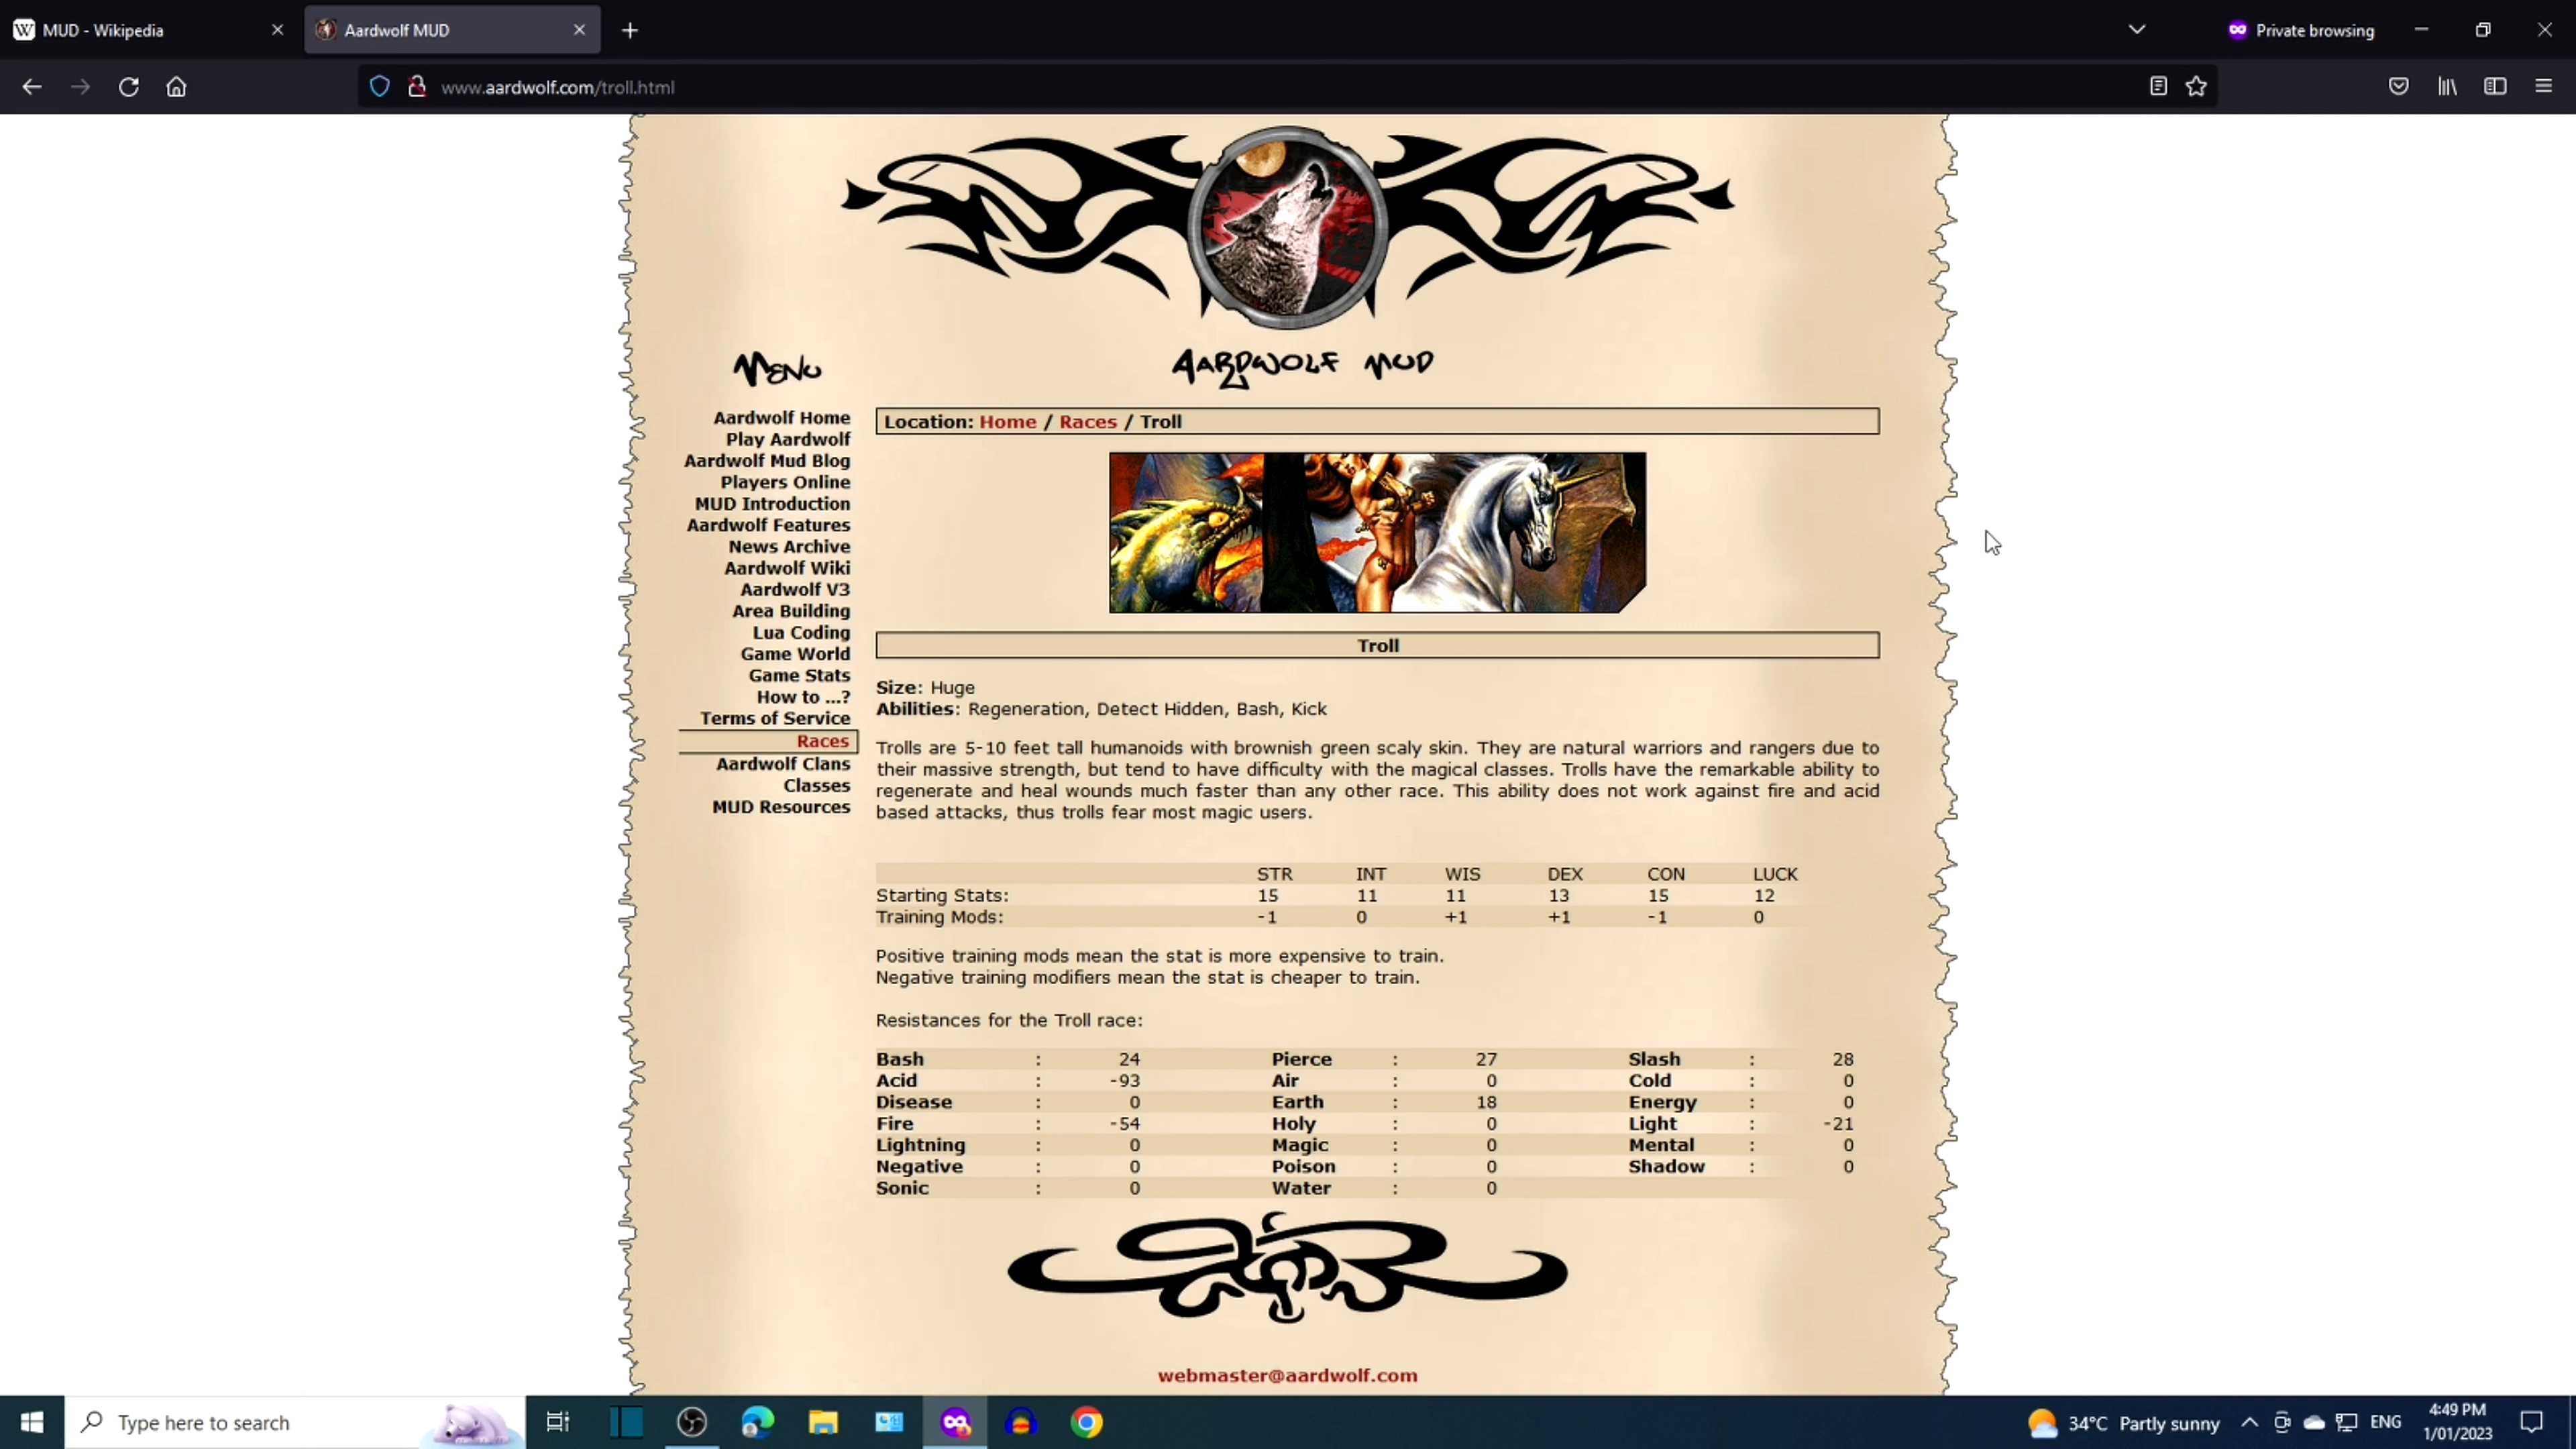 MUD - Wikipedia
Aardwolf MUD
Private browsing
www.aardwolf.com/troll.html
Menu
Aardwolf MUD
Aardwolf Home
Play Aardwolf
Aardwolf Mud Blog
Players Online
MUD Introduction
Aardwolf Features
News Archive
Aardwolf Wiki
Aardwolf V3
Area Building
Lua Coding
Game World
Game Stats
How to ...?
Terms of Service
Races
Aardwolf Clans
Classes
MUD Resources
Location: Home / Races / Troll
Troll
Size: Huge
Abilities: Regeneration, Detect Hidden, Bash, Kick
Trolls are 5-10 feet tall humanoids with brownish green scaly skin. They are natural warriors and rangers due to
their massive strength, but tend to have difficulty with the magical classes. Trolls have the remarkable ability to
regenerate and heal wounds much faster than any other race. This ability does not work against fire and acid
based attacks, thus trolls fear most magic users.
STR INT WIS DEX CON LUCK
Starting Stats: 15 11 11 13 15 12
Training Mods: -1 0 +1 +1 -1 0
Positive training mods mean the stat is more expensive to train.
Negative training modifiers mean the stat is cheaper to train.
Resistances for the Troll race:
Bash : 24 Pierce : 27 Slash : 28
Acid : -93 Air : 0 Cold : 0
Disease : 0 Earth : 18 Energy : 0
Fire : -54 Holy : 0 Light : -21
Lightning : 0 Magic : 0 Mental : 0
Negative : 0 Poison : 0 Shadow : 0
Sonic : 0 Water : 0
webmaster@aardwolf.com
Type here to search
34°C Partly sunny
ENG
4:49 PM
1/01/2023